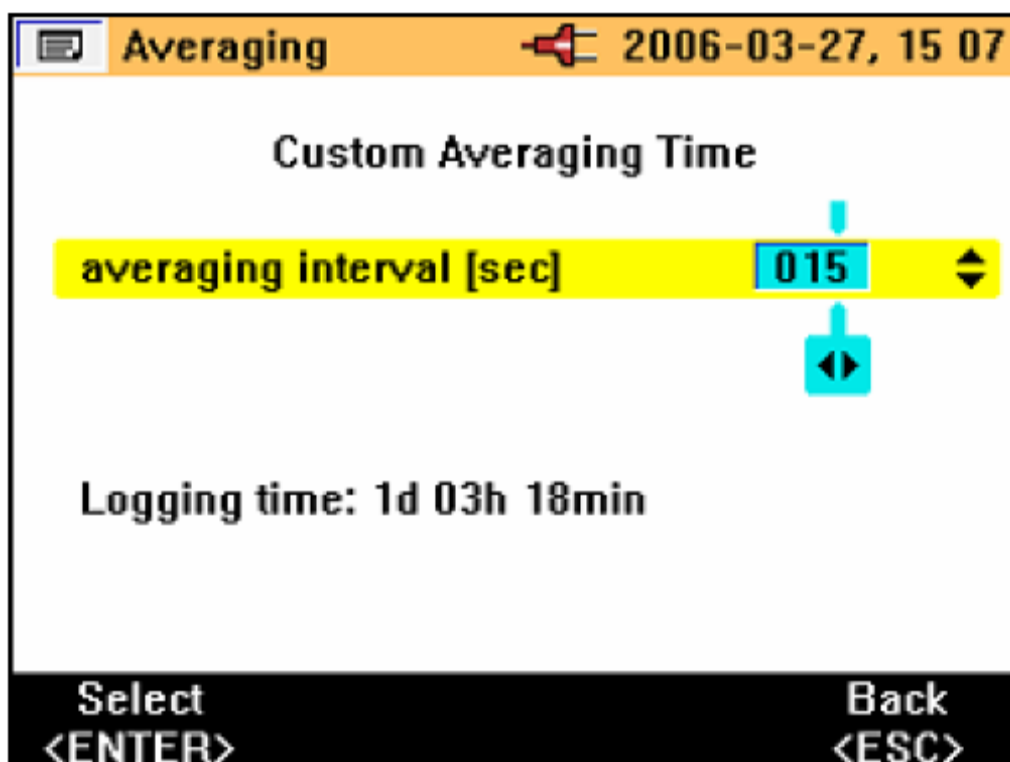 Averaging 2006-03-27, 15 07
Custom Averaging Time
averaging interval [sec] 015
Logging time: 1d 03h 18min
Select Back
<ENTER> <ESC>